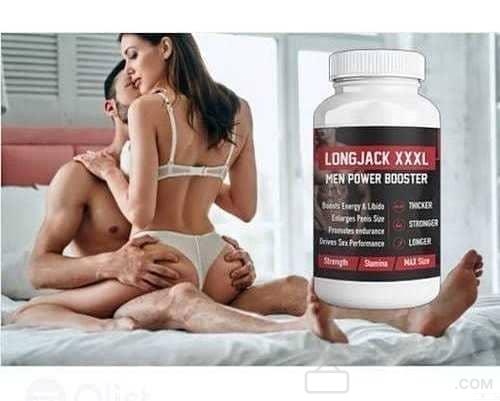 LONGJACK XXXL
MEN POWER BOOSTER
Boosts Energy & Libido
Enlarges Penis Size
Promotes endurance
Drives Sex Performance
THICKER
STRONGER
LONGER
Strength
Stamina
MAX Size
.COM